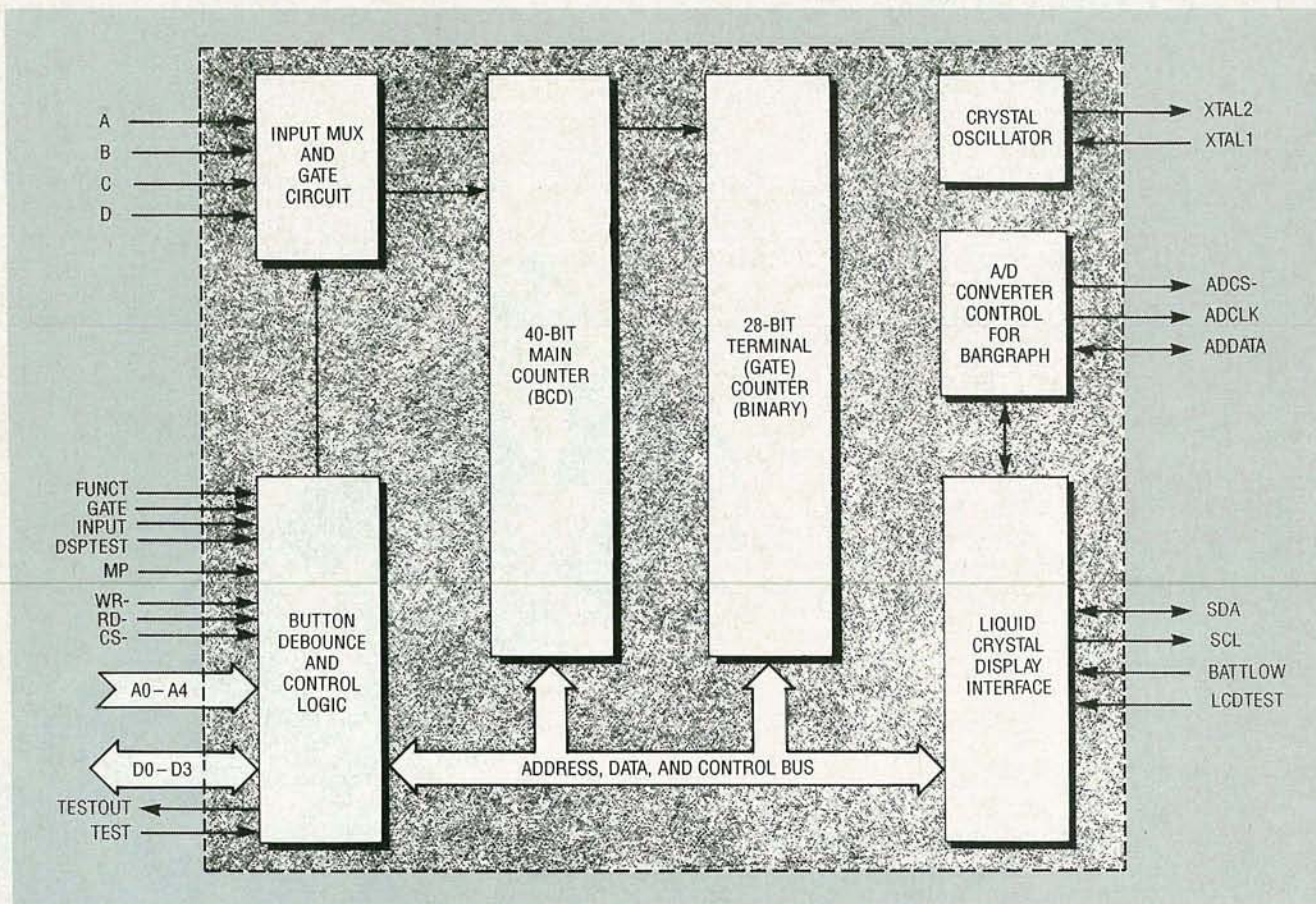 A
B
C
D
INPUT MUX
AND
GATE
CIRCUIT
40-BIT
MAIN
COUNTER
(BCD)
28-BIT
TERMINAL
(GATE)
COUNTER
(BINARY)
CRYSTAL
OSCILLATOR
XTAL2
XTAL1
A/D
CONVERTER
CONTROL
FOR
BARGRAPH
ADCS-
ADCLK
ADDATA
FUNCT
GATE
INPUT
DSPTEST
MP
WR-
RD-
CS-
A0–A4
D0–D3
TESTOUT
TEST
BUTTON
DEBOUNCE
AND
CONTROL
LOGIC
ADDRESS, DATA, AND CONTROL BUS
LIQUID
CRYSTAL
DISPLAY
INTERFACE
SDA
SCL
BATTLOW
LCDTEST